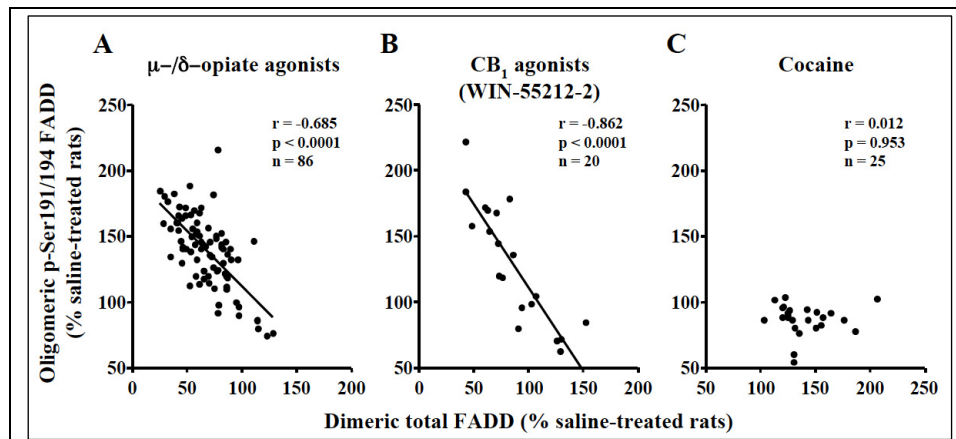 A
μ–/δ–opiate agonists
r = -0.685
p < 0.0001
n = 86
B
CB1 agonists
(WIN-55212-2)
r = -0.862
p < 0.0001
n = 20
C
Cocaine
r = 0.012
p = 0.953
n = 25
Oligomeric p-Ser191/194 FADD
(% saline-treated rats)
250
200
150
100
50
0 50 100 150 200
250
200
150
100
50
0 50 100 150 200
250
200
150
100
50
50 100 150 200 250
Dimeric total FADD (% saline-treated rats)